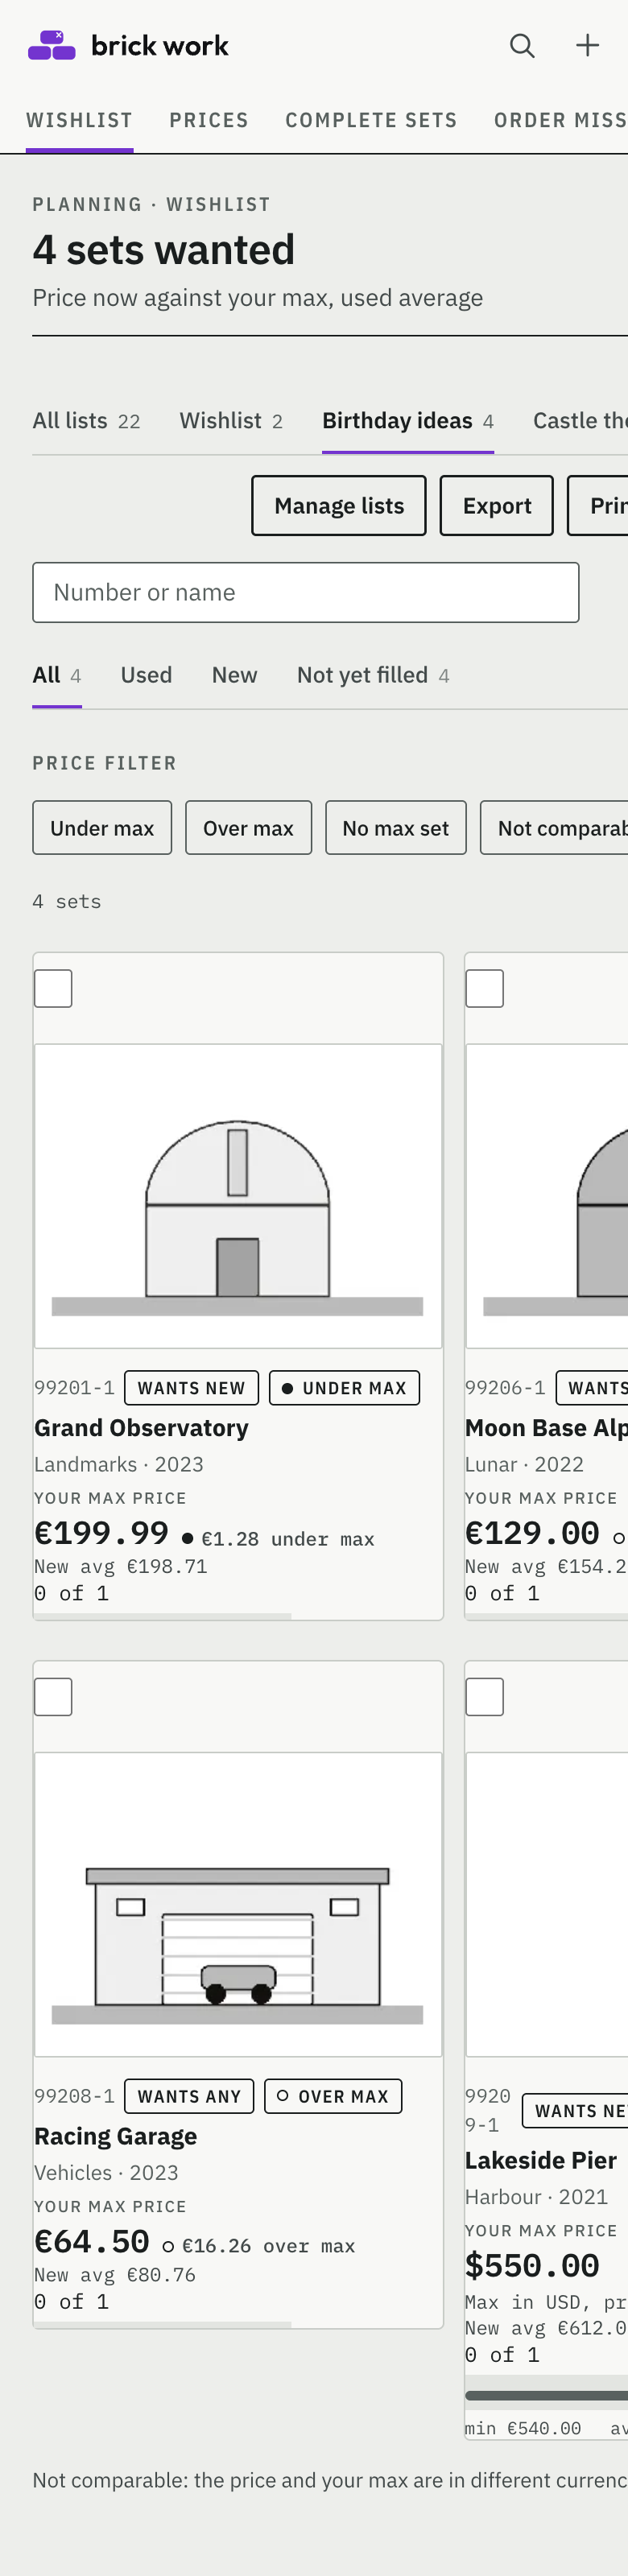 brick work
WISHLIST PRICES COMPLETE SETS ORDER MISS
PLANNING · WISHLIST
4 sets wanted
Price now against your max, used average
All lists 22 Wishlist 2 Birthday ideas 4 Castle th
Manage lists Export Prin
Number or name
All 4 Used New Not yet filled 4
PRICE FILTER
Under max Over max No max set Not comparab
4 sets
99201-1 WANTS NEW UNDER MAX
Grand Observatory
Landmarks · 2023
YOUR MAX PRICE
€199.99 €1.28 under max
New avg €198.71
0 of 1
99206-1 WANTS
Moon Base Alp
Lunar · 2022
YOUR MAX PRICE
€129.00
New avg €154.2
0 of 1
99208-1 WANTS ANY OVER MAX
Racing Garage
Vehicles · 2023
YOUR MAX PRICE
€64.50 €16.26 over max
New avg €80.76
0 of 1
9920
9-1 WANTS NE
Lakeside Pier
Harbour · 2021
YOUR MAX PRICE
$550.00
Max in USD, pr
New avg €612.0
0 of 1
min €540.00 av
Not comparable: the price and your max are in different currenc